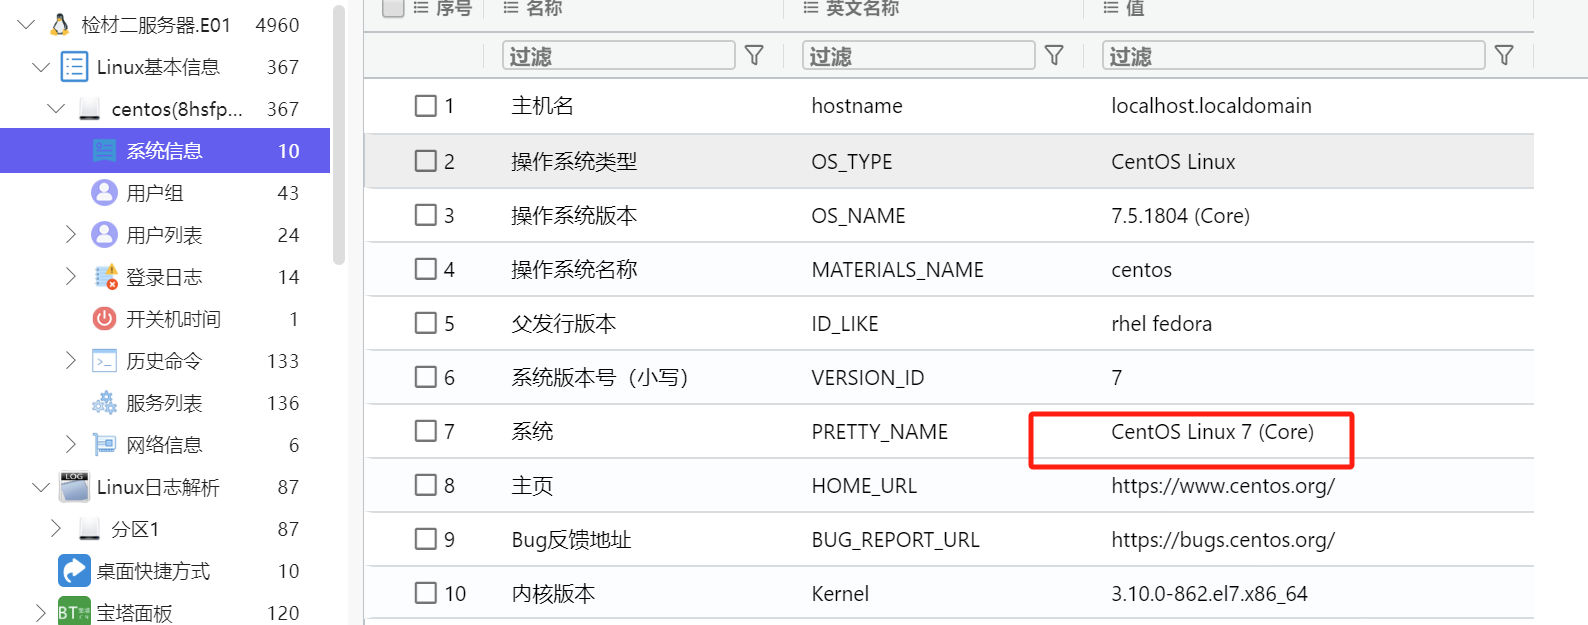 检材二服务器.E01 4960
Linux基本信息 367
centos(8hsfp... 367
系统信息 10
用户组 43
用户列表 24
登录日志 14
开关机时间 1
历史命令 133
服务列表 136
网络信息 6
LOG Linux日志解析 87
分区1 87
桌面快捷方式 10
BT 宝塔面板 120
序号 名称 英文名称 值
过滤 过滤 过滤
1 主机名 hostname localhost.localdomain
2 操作系统类型 OS_TYPE CentOS Linux
3 操作系统版本 OS_NAME 7.5.1804 (Core)
4 操作系统名称 MATERIALS_NAME centos
5 父发行版本 ID_LIKE rhel fedora
6 系统版本号（小写） VERSION_ID 7
7 系统 PRETTY_NAME CentOS Linux 7 (Core)
8 主页 HOME_URL https://www.centos.org/
9 Bug反馈地址 BUG_REPORT_URL https://bugs.centos.org/
10 内核版本 Kernel 3.10.0-862.el7.x86_64